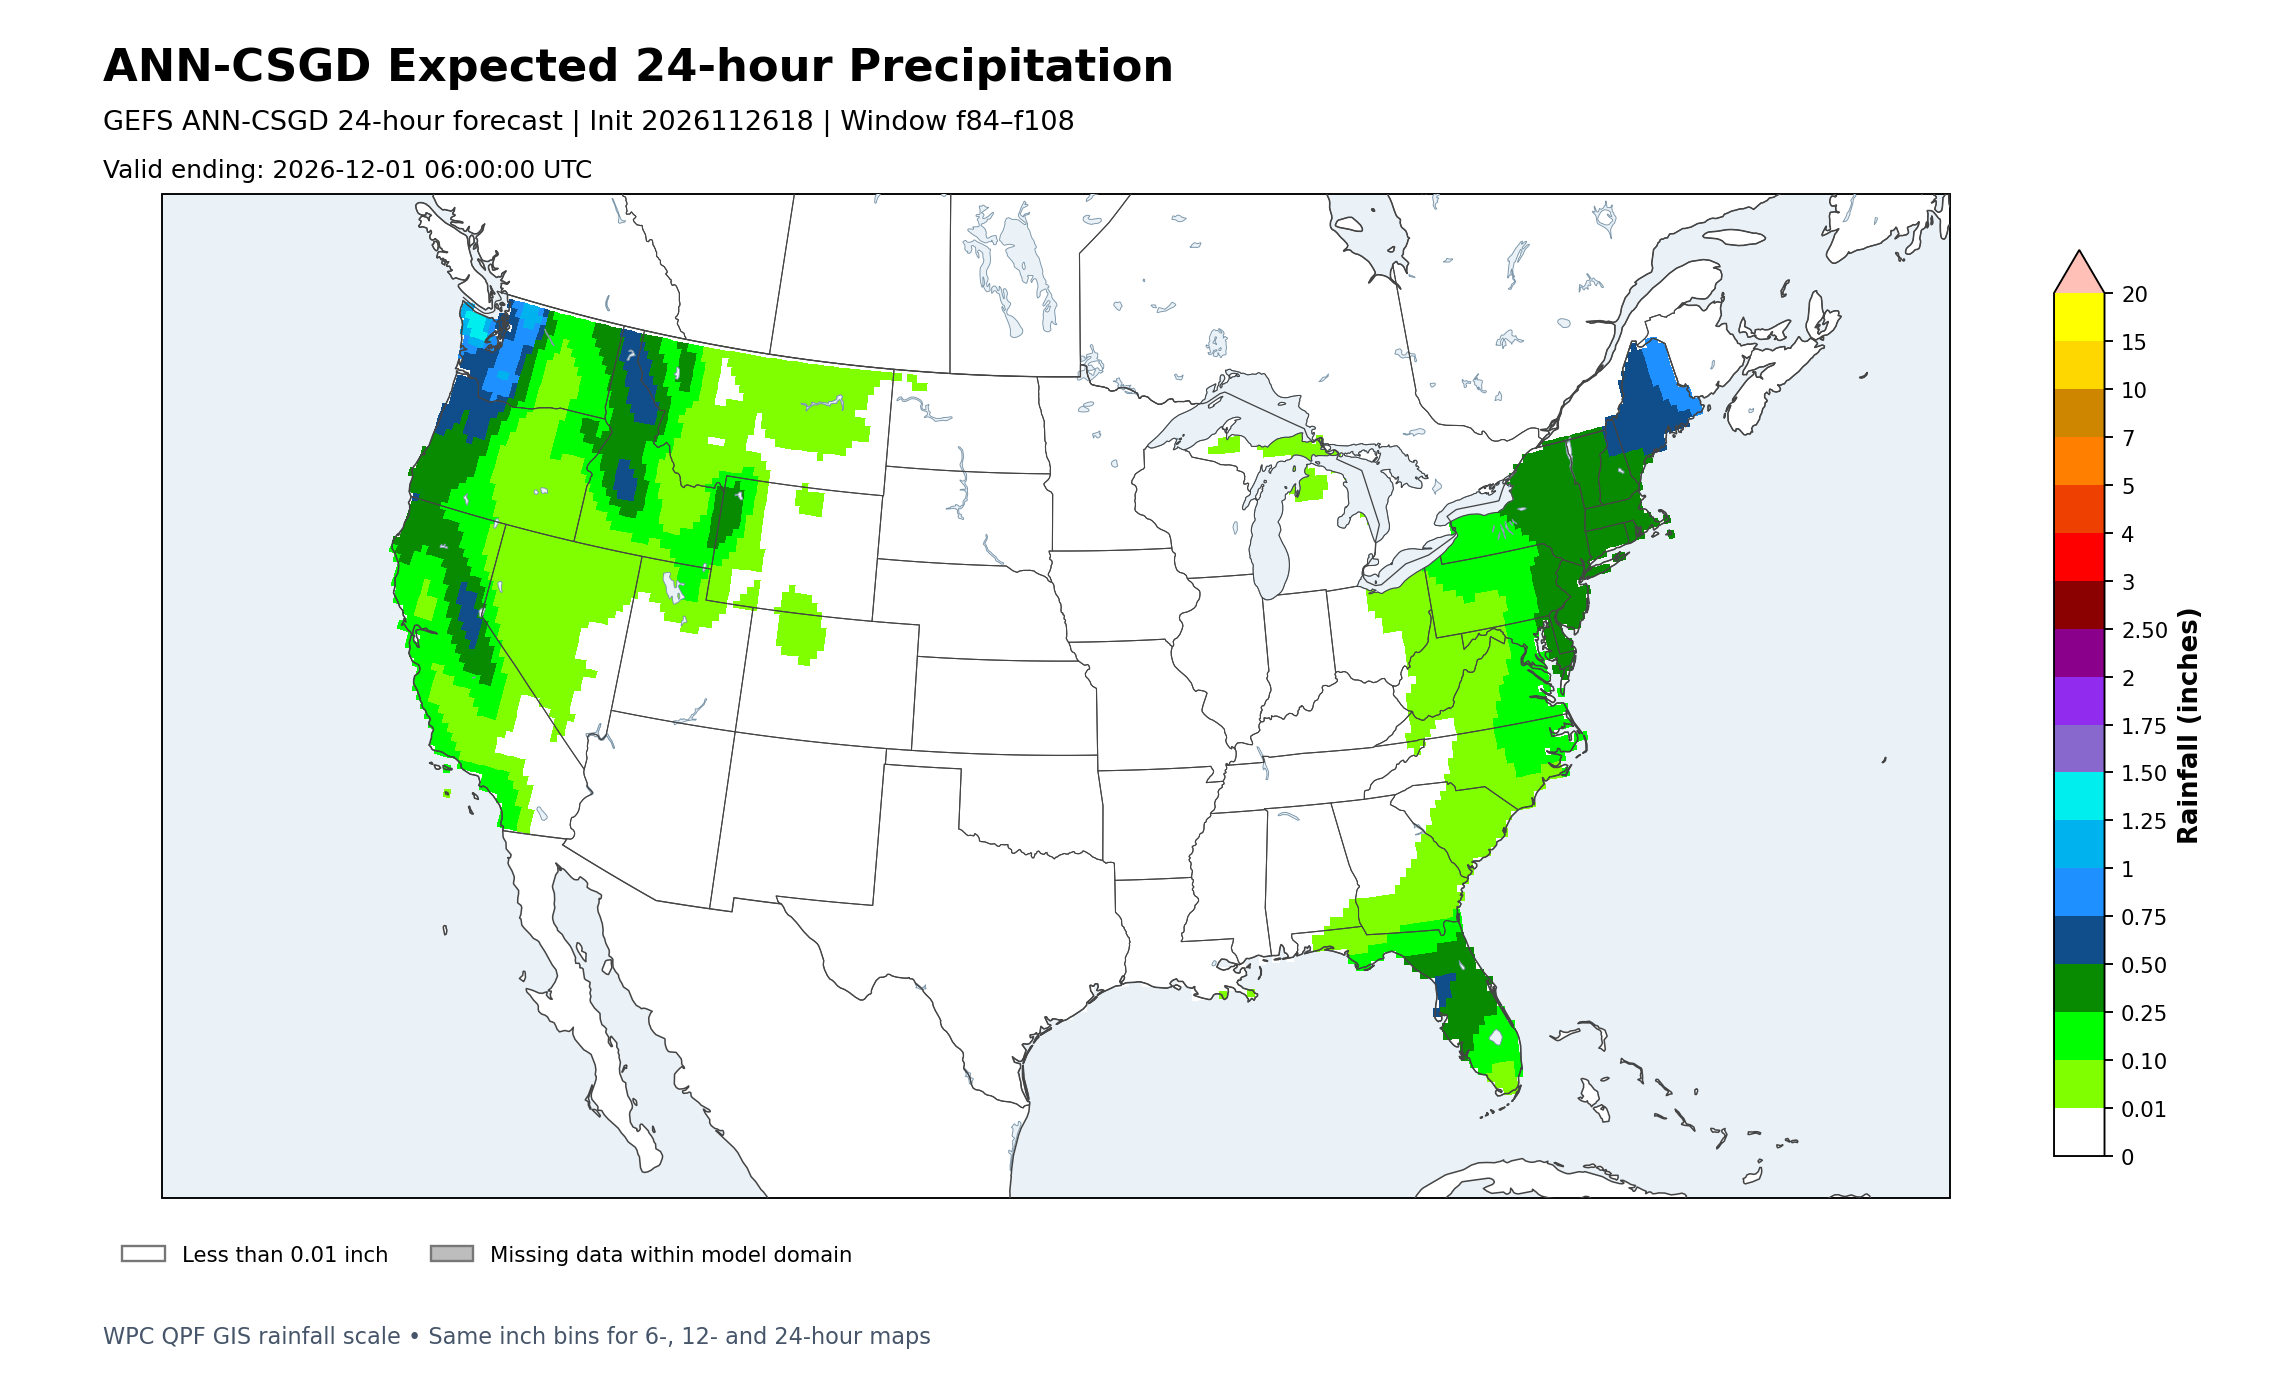 ANN-CSGD Expected 24-hour Precipitation
GEFS ANN-CSGD 24-hour forecast | Init 2026112618 | Window f84–f108
Valid ending: 2026-12-01 06:00:00 UTC
20
15
10
7
5
4
3
2.50
2
1.75
1.50
1.25
1
0.75
0.50
0.25
0.10
0.01
0
Rainfall (inches)
Less than 0.01 inch
Missing data within model domain
WPC QPF GIS rainfall scale • Same inch bins for 6-, 12- and 24-hour maps